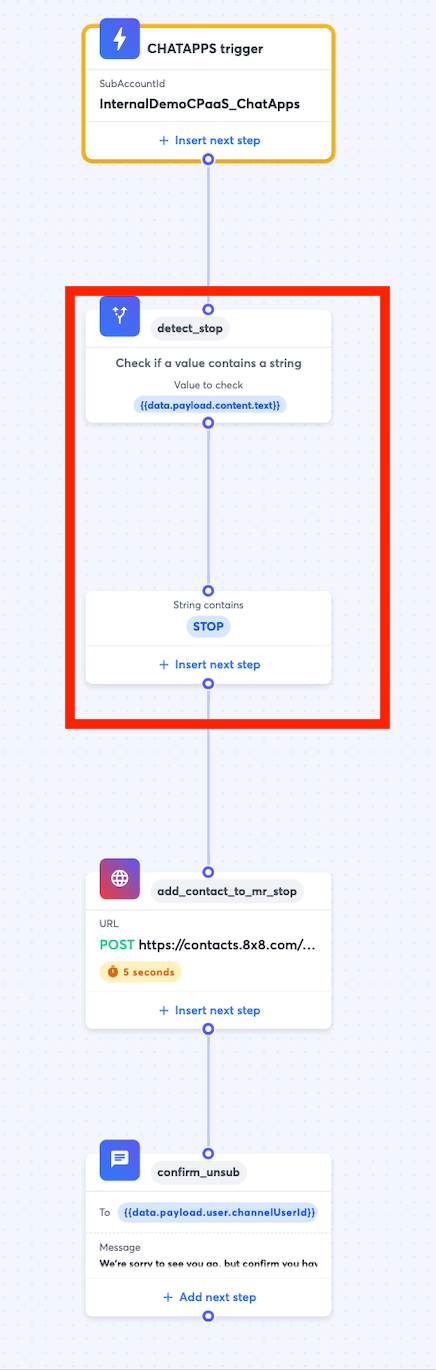 CHATAPPS trigger
SubAccountId
InternalDemoCPaaS_ChatApps
+ Insert next step
detect_stop
Check if a value contains a string
Value to check
{{data.payload.content.text}}
String contains
STOP
+ Insert next step
add_contact_to_mr_stop
URL
POST https://contacts.8x8.com/...
5 seconds
+ Insert next step
confirm_unsub
To {{data.payload.user.channelUserId}}
Message
We're sorry to see you go, but confirm you hav
+ Add next step